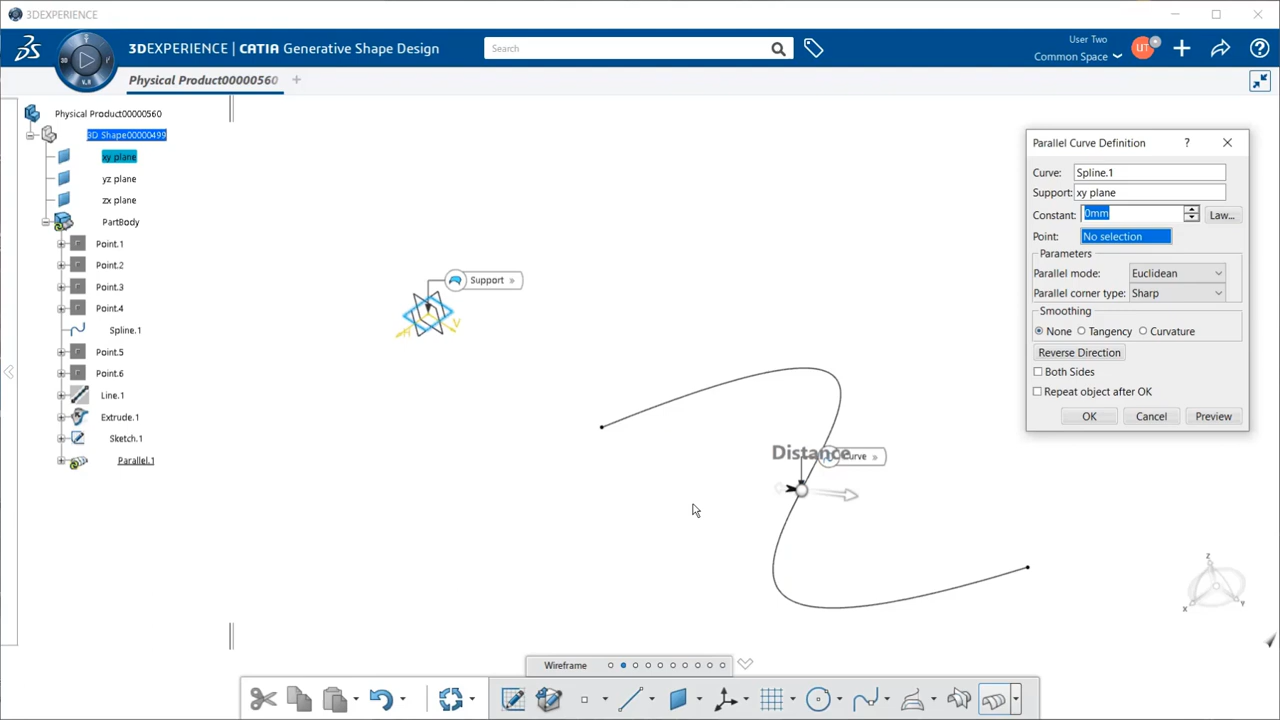 3DEXPERIENCE
3DEXPERIENCE | CATIA Generative Shape Design
Search
User Two
Common Space
UT
3D
V.R
Physical Product00000560
Physical Product00000560
3D Shape00000499
xy plane
yz plane
zx plane
PartBody
Point.1
Point.2
Point.3
Point.4
Spline.1
Point.5
Point.6
Line.1
Extrude.1
Sketch.1
Parallel.1
Support »
H
V
Distance
Curve »
Parallel Curve Definition
?
Curve: Spline.1
Support: xy plane
Constant: 0mm Law...
Point: No selection
Parameters
Parallel mode: Euclidean
Parallel corner type: Sharp
Smoothing
None Tangency Curvature
Reverse Direction
Both Sides
Repeat object after OK
OK Cancel Preview
Z
X
Y
Wireframe